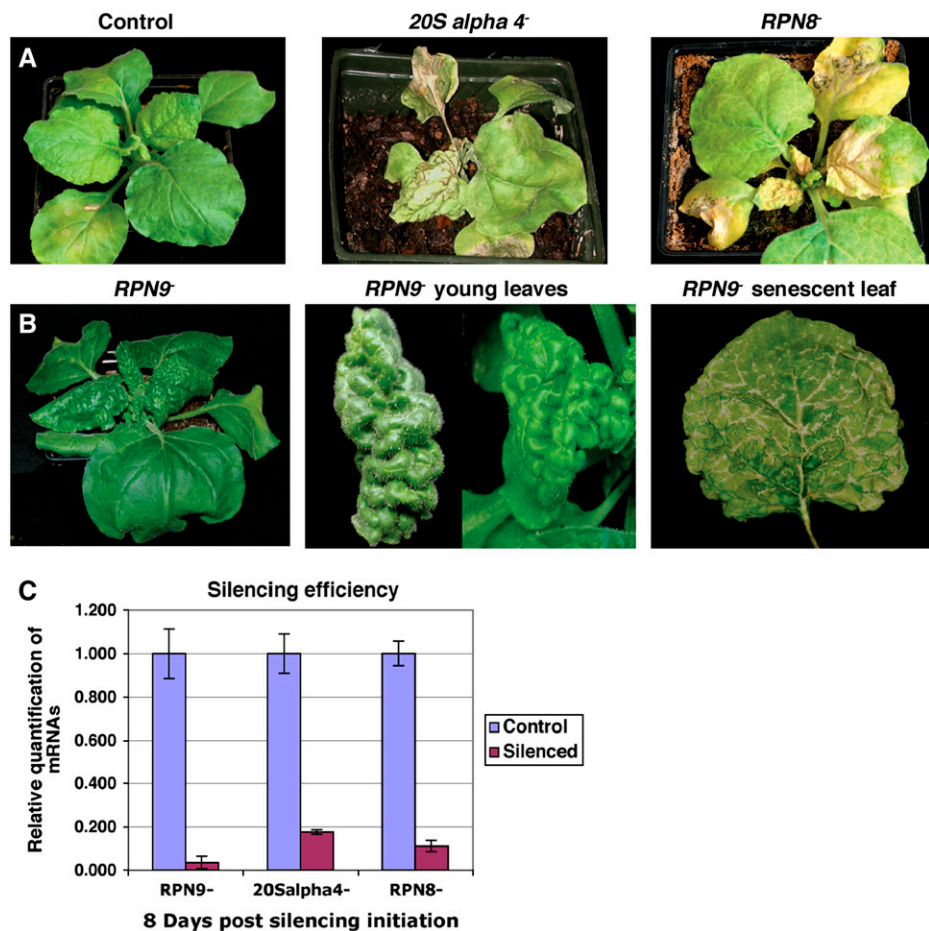 Control
20S alpha 4-
RPN8-
A
RPN9-
RPN9- young leaves
RPN9- senescent leaf
B
C
Silencing efficiency
Relative quantification of
mRNAs
1.200
1.000
0.800
0.600
0.400
0.200
0.000
Control
Silenced
RPN9-
20Salpha4-
RPN8-
8 Days post silencing initiation